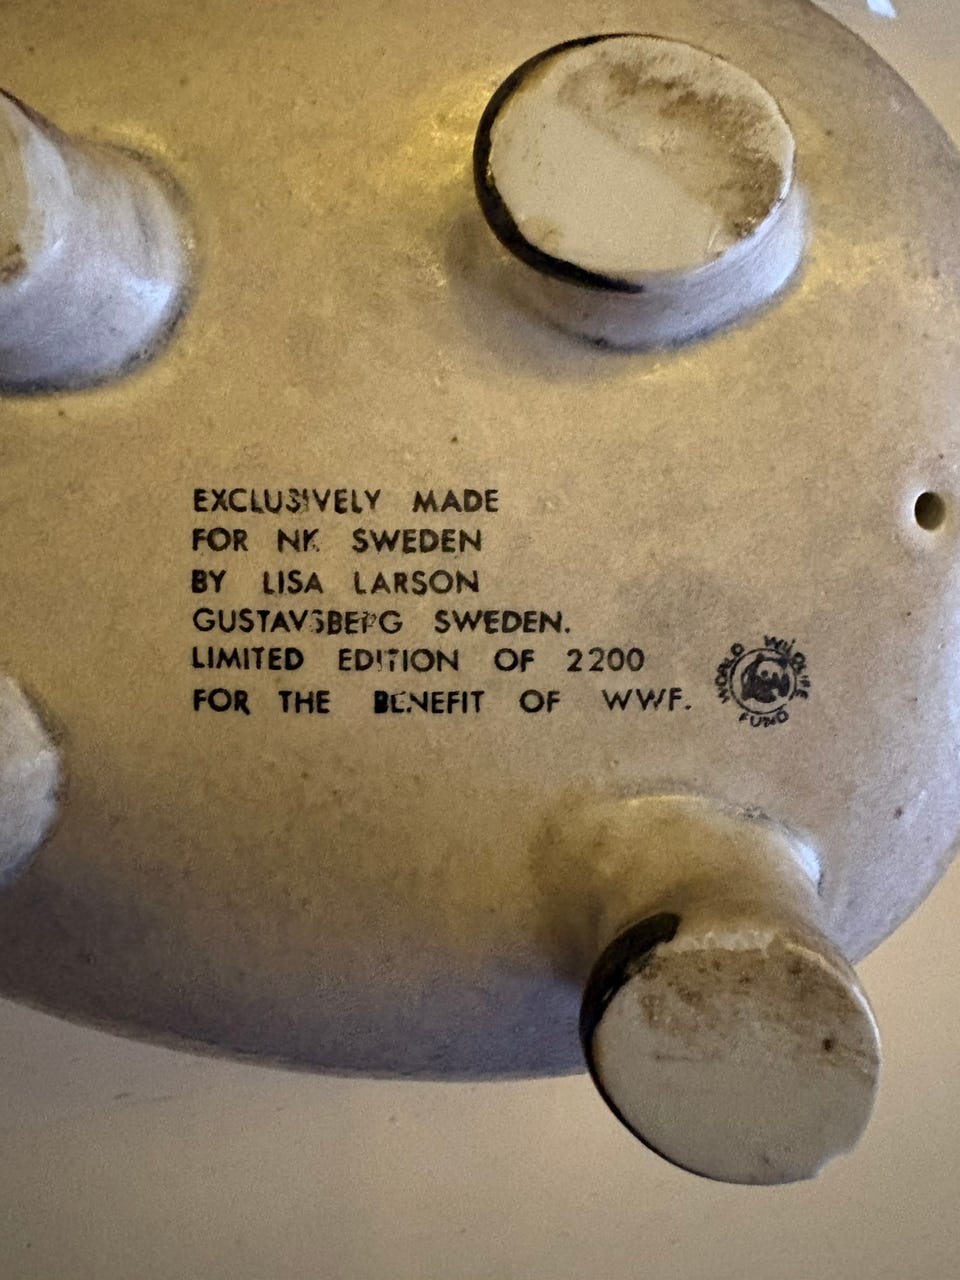 EXCLUSIVELY MADE
FOR NK SWEDEN
BY LISA LARSON
GUSTAVSBERG SWEDEN.
LIMITED EDITION OF 2200
FOR THE BENEFIT OF WWF.
WORLD WILDLIFE FUND